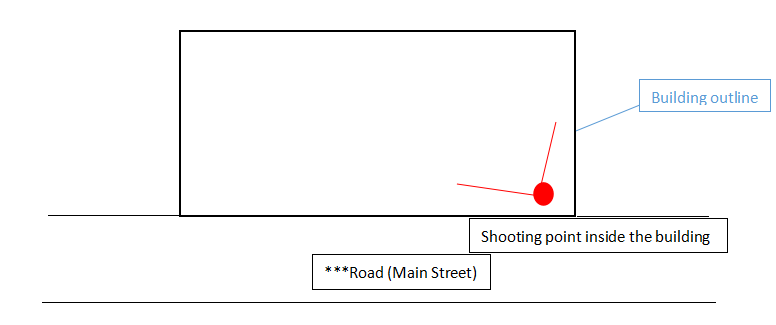 Building outline
Shooting point inside the building
***Road (Main Street)